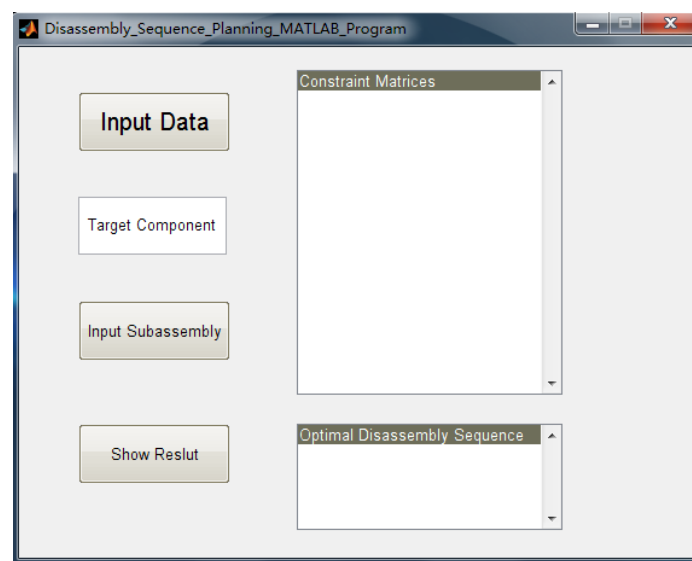 Disassembly_Sequence_Planning_MATLAB_Program
Input Data
Constraint Matrices
Target Component
Input Subassembly
Show Reslut
Optimal Disassembly Sequence